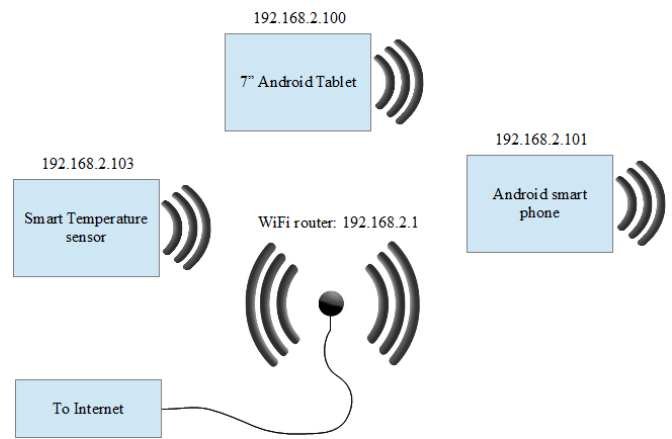 192.168.2.100
7” Android Tablet
192.168.2.101
Android smart
phone
192.168.2.103
Smart Temperature
sensor
WiFi router: 192.168.2.1
To Internet